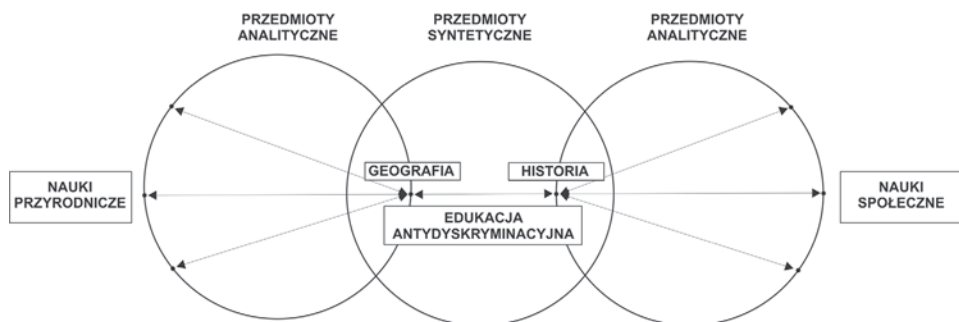 PRZEDMIOTY
ANALITYCZNE
PRZEDMIOTY
SYNTETYCZNE
PRZEDMIOTY
ANALITYCZNE
GEOGRAFIA
HISTORIA
NAUKI
PRZYRODNICZE
EDUKACJA
ANTYDYSKRYMINACYJNA
NAUKI
SPOŁECZNE